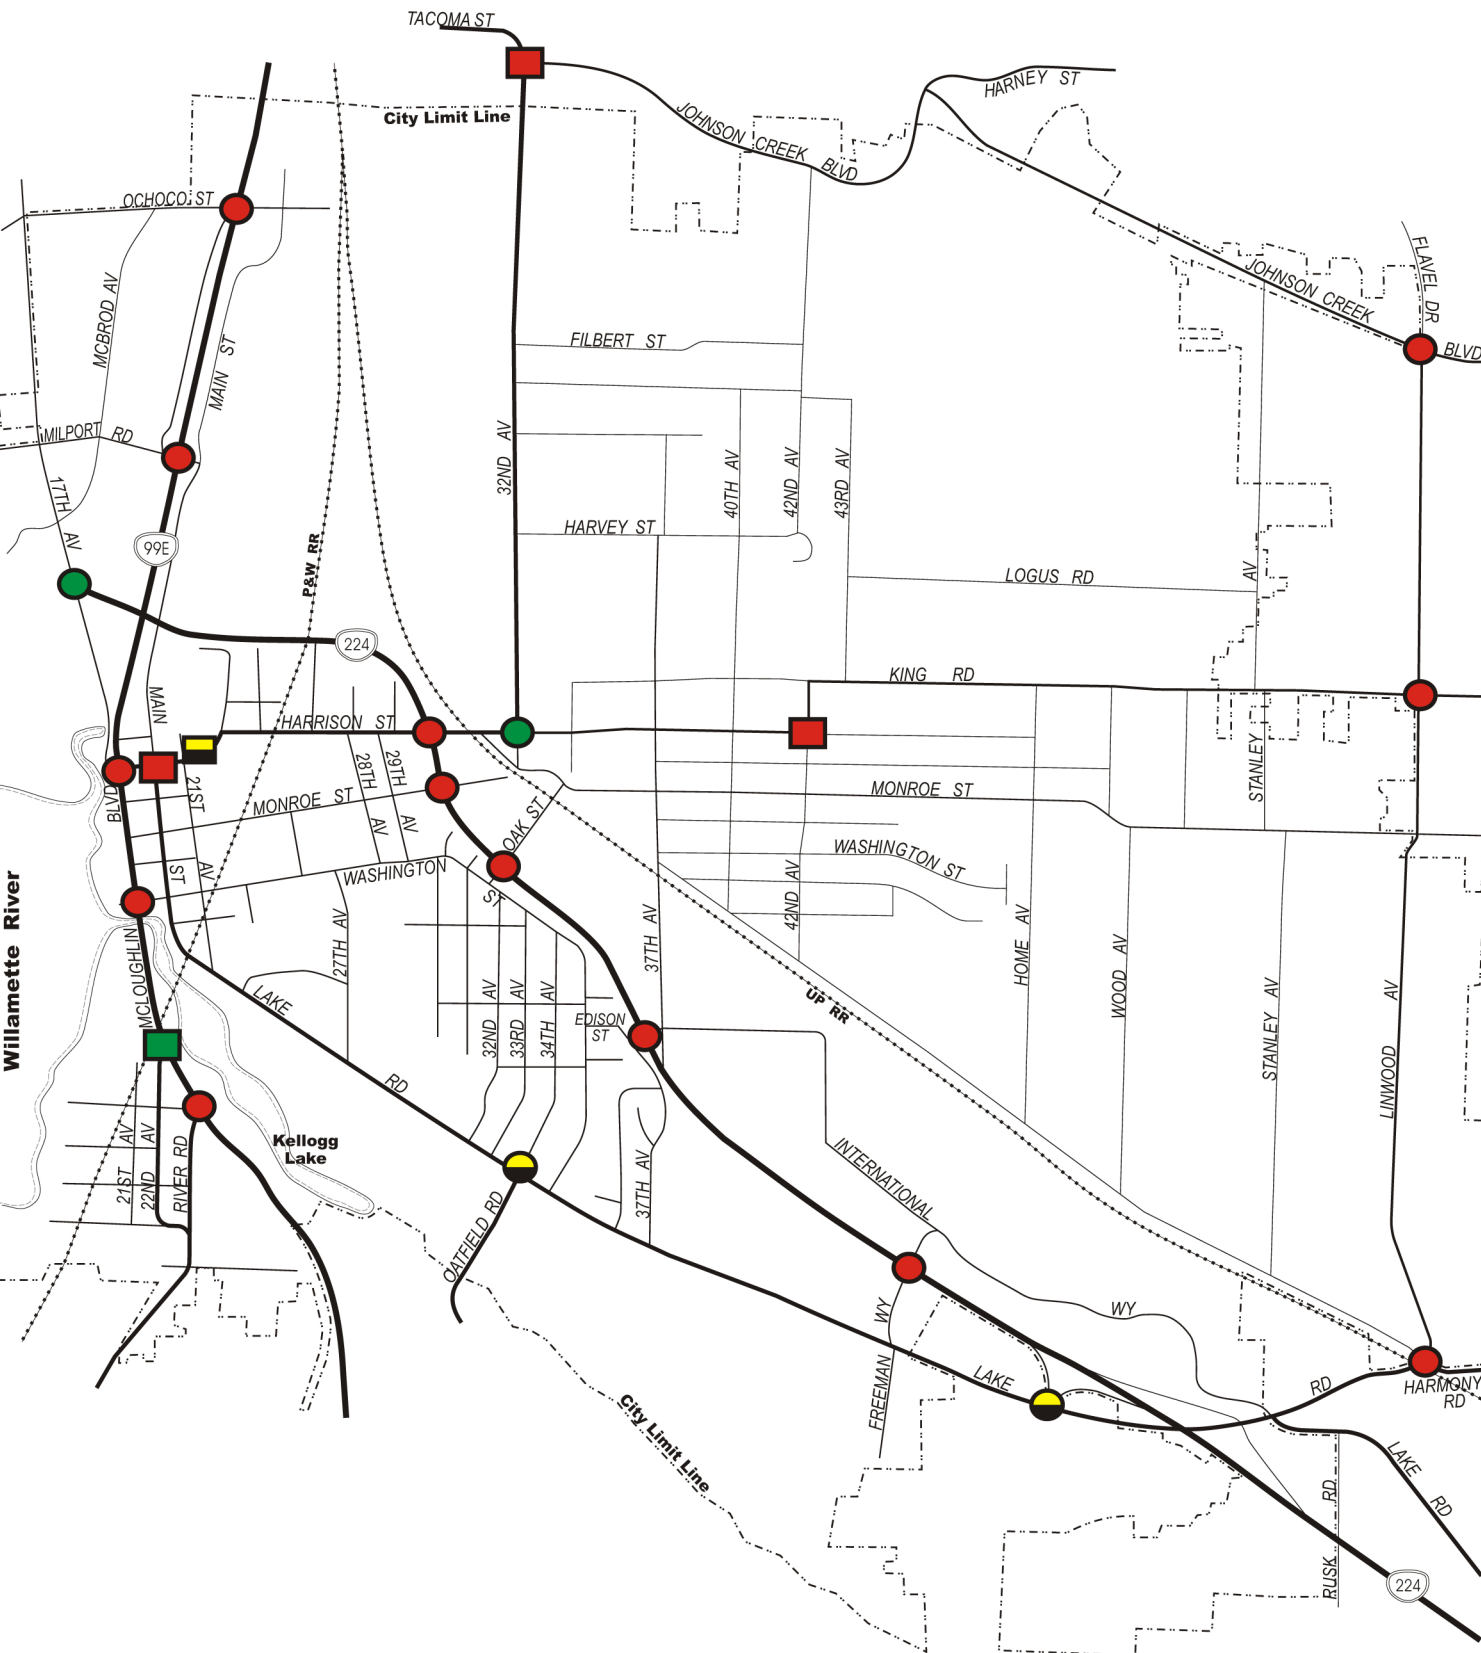 TACOMA ST
HARNEY ST
City Limit Line
JOHNSON CREEK BLVD
OCHOCO ST
FLAVEL DR
JOHNSON CREEK
BLVD
MCBROD AV
MAIN ST
FILBERT ST
MILPORT RD
32ND AV
40TH AV
42ND AV
43RD AV
17TH AV
HARVEY ST
99E
P&W RR
LOGUS RD
AV
224
KING RD
MAIN
HARRISON ST
28TH
29TH
STANLEY
21ST
BLVD
MONROE ST
MONROE ST
AV
AV
OAK ST
WASHINGTON ST
ST
AV
WASHINGTON
ST
42ND AV
Willamette River
27TH AV
37TH AV
HOME AV
WOOD AV
MCLOUGHLIN
LAKE
32ND AV
33RD AV
34TH AV
EDISON
ST
UP RR
STANLEY AV
AV
LINWOOD
RD
Kellogg
Lake
21ST AV
22ND AV
RIVER RD
37TH AV
INTERNATIONAL
OATFIELD RD
WY
WY
FREEMAN
LAKE
RD
HARMONY
RD
City Limit Line
LAKE RD
RUSK RD
224